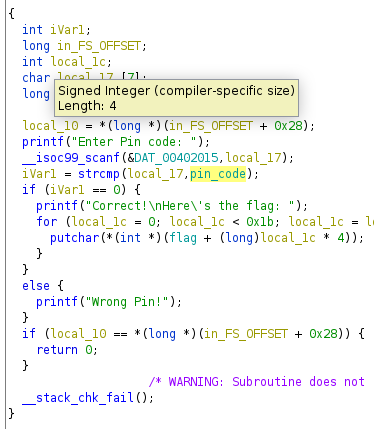 {
int iVar1;
long in_FS_OFFSET;
int local_1c;
char local_17 [7];
long
Signed Integer (compiler-specific size)
Length: 4
local_10 = *(long *)(in_FS_OFFSET + 0x28);
printf("Enter Pin code: ");
__isoc99_scanf(&DAT_00402015,local_17);
iVar1 = strcmp(local_17,pin_code);
if (iVar1 == 0) {
printf("Correct!\nHere\'s the flag: ");
for (local_1c = 0; local_1c < 0x1b; local_1c = l
putchar(*(int *)(flag + (long)local_1c * 4));
}
}
else {
printf("Wrong Pin!");
}
if (local_10 == *(long *)(in_FS_OFFSET + 0x28)) {
return 0;
}
/* WARNING: Subroutine does not
__stack_chk_fail();
}